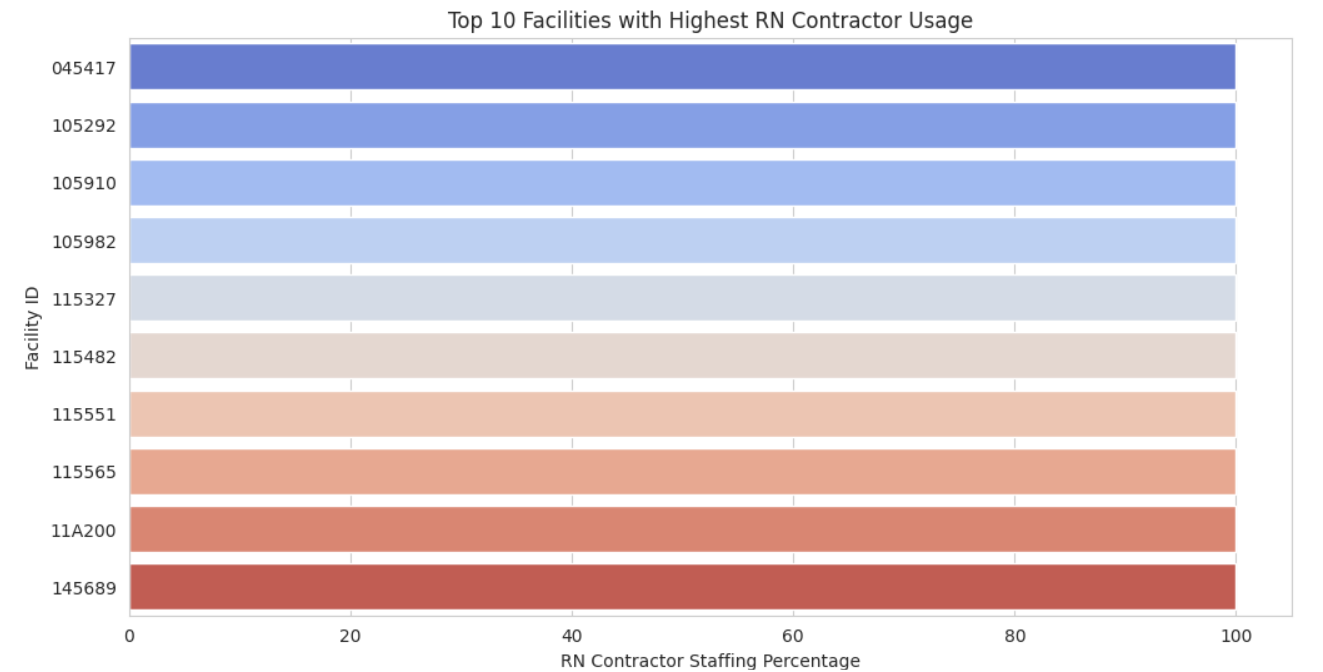 Top 10 Facilities with Highest RN Contractor Usage
Facility ID
045417
105292
105910
105982
115327
115482
115551
115565
11A200
145689
0 20 40 60 80 100
RN Contractor Staffing Percentage